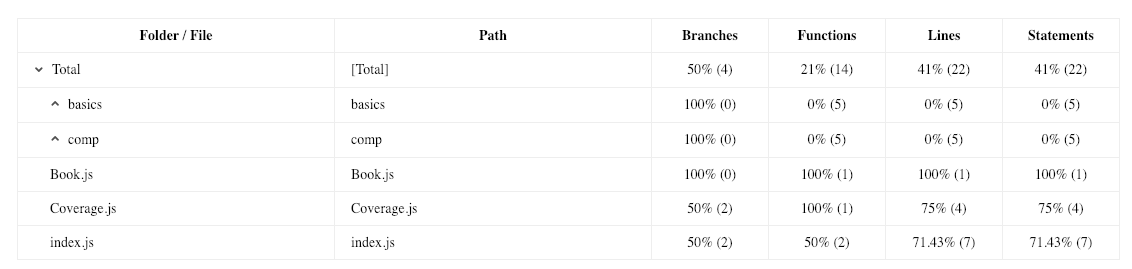 Folder / File Path Branches Functions Lines Statements
Total [Total] 50% (4) 21% (14) 41% (22) 41% (22)
basics basics 100% (0) 0% (5) 0% (5) 0% (5)
comp comp 100% (0) 0% (5) 0% (5) 0% (5)
Book.js Book.js 100% (0) 100% (1) 100% (1) 100% (1)
Coverage.js Coverage.js 50% (2) 100% (1) 75% (4) 75% (4)
index.js index.js 50% (2) 50% (2) 71.43% (7) 71.43% (7)